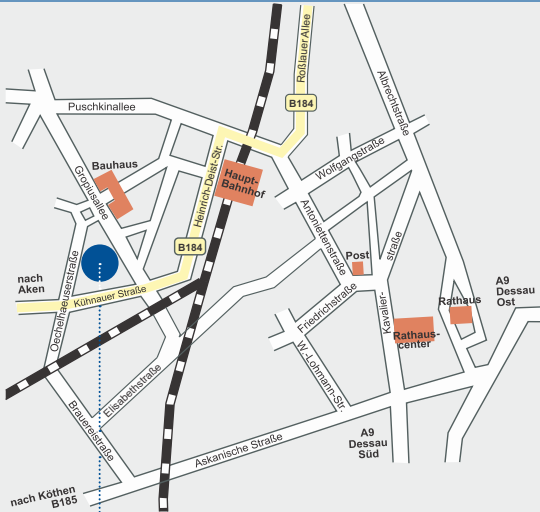 Roßlauer Allee
Albrechtstraße
B184
Puschkinallee
Wolfgangstraße
Bauhaus
Gropiusallee
Heinrich-Deist-Str.
Haupt-
Bahnhof
Antoniettenstraße
B184
Post
straße
Kavalier-
nach
Aken
Oechelhaeuserstraße
Kühnauer Straße
Friedrichstraße
Rathaus
A9
Dessau
Ost
Rathaus-
center
W.-Lohmann-Str.
Elisabethstraße
Brauereistraße
Askanische Straße
A9
Dessau
Süd
nach Köthen
B185